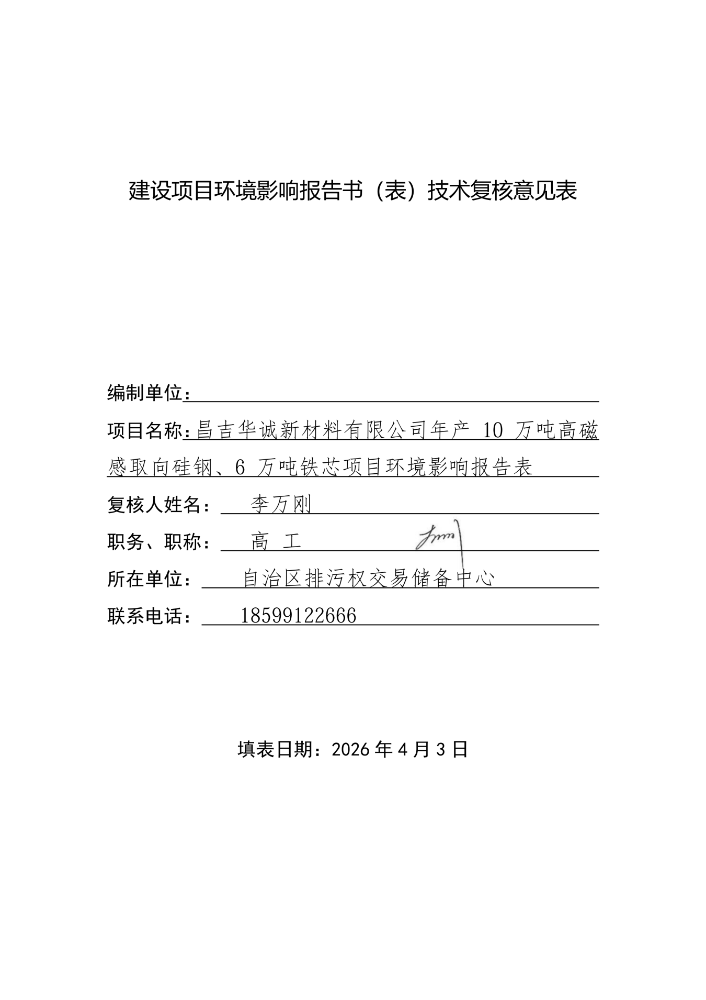 建设项目环境影响报告书（表）技术复核意见表
编制单位：
项目名称：昌吉华诚新材料有限公司年产 10 万吨高磁
感取向硅钢、6 万吨铁芯项目环境影响报告表
复核人姓名： 李万刚
职务、职称： 高 工
所在单位： 自治区排污权交易储备中心
联系电话： 18599122666
填表日期：2026 年 4 月 3 日